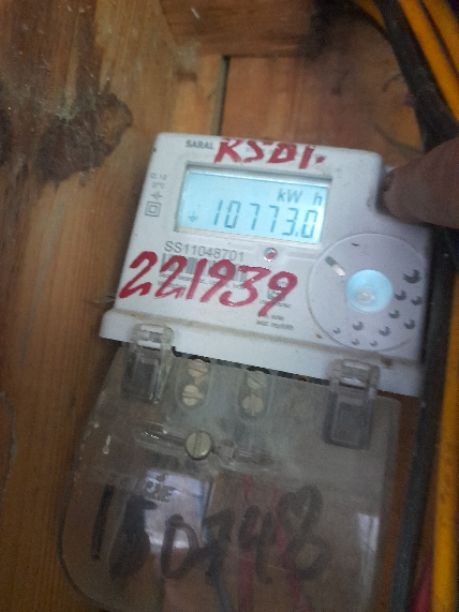 SARAL
KSDI.
kW h
10773.0
SS11048701
221939
150748